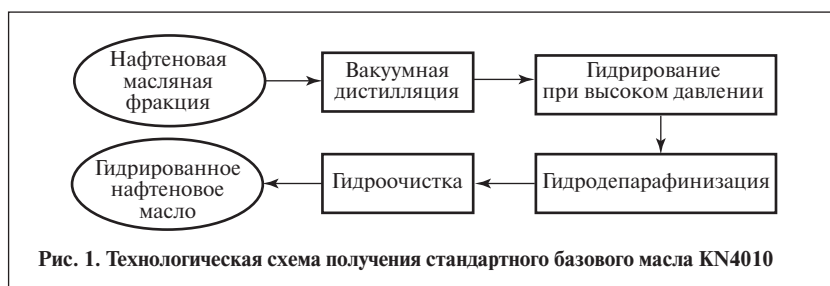 Нафтеновая
масляная
фракция
Вакуумная
дистилляция
Гидрирование
при высоком давлении
Гидродепарафинизация
Гидроочистка
Гидрированное
нафтеновое
масло
Рис. 1. Технологическая схема получения стандартного базового масла KN4010